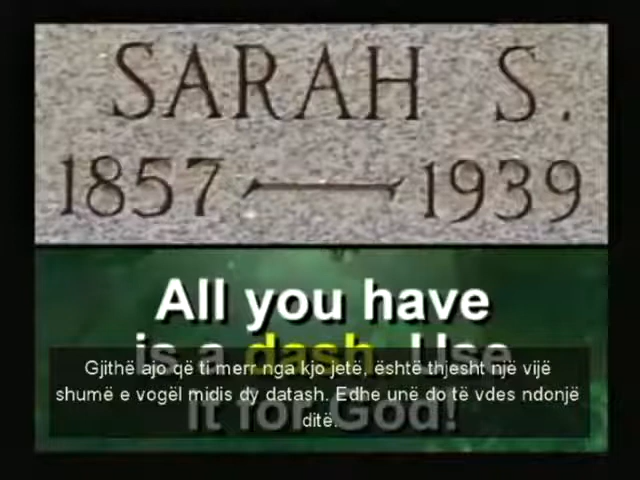 SARAH S.
1857 — 1939
All you have
is a dash. Use
it for God!
Gjithë ajo që ti merr nga kjo jetë, është thjesht një vijë
shumë e vogël midis dy datash. Edhe unë do të vdes ndonjë
ditë.